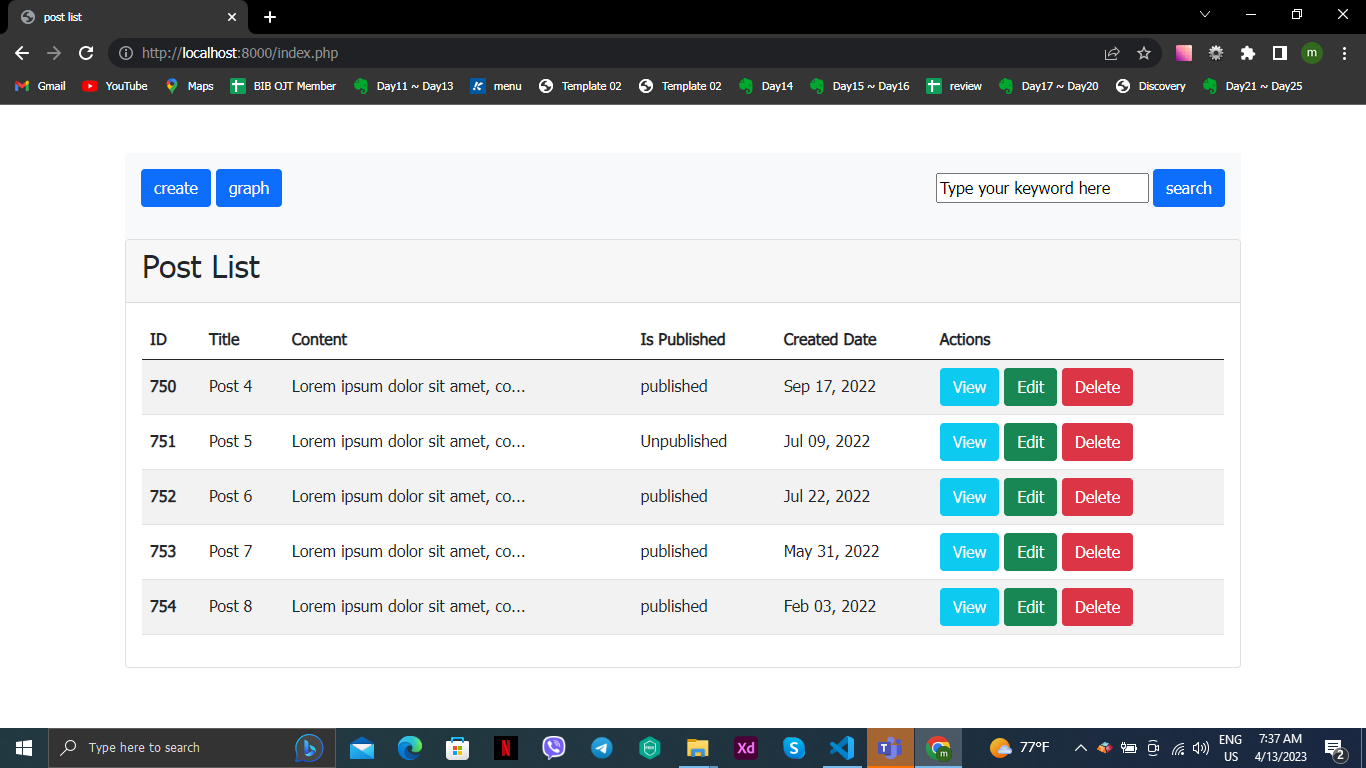 post list
http://localhost:8000/index.php
m
Gmail YouTube Maps BIB OJT Member Day11 ~ Day13 menu Template 02 Template 02 Day14 Day15 ~ Day16 review Day17 ~ Day20 Discovery Day21 ~ Day25
create graph Type your keyword here search
Post List
ID Title Content Is Published Created Date Actions
750 Post 4 Lorem ipsum dolor sit amet, co... published Sep 17, 2022 View Edit Delete
751 Post 5 Lorem ipsum dolor sit amet, co... Unpublished Jul 09, 2022 View Edit Delete
752 Post 6 Lorem ipsum dolor sit amet, co... published Jul 22, 2022 View Edit Delete
753 Post 7 Lorem ipsum dolor sit amet, co... published May 31, 2022 View Edit Delete
754 Post 8 Lorem ipsum dolor sit amet, co... published Feb 03, 2022 View Edit Delete
Type here to search
N
Xd
S
m
77°F
ENG
US
7:37 AM
4/13/2023
2